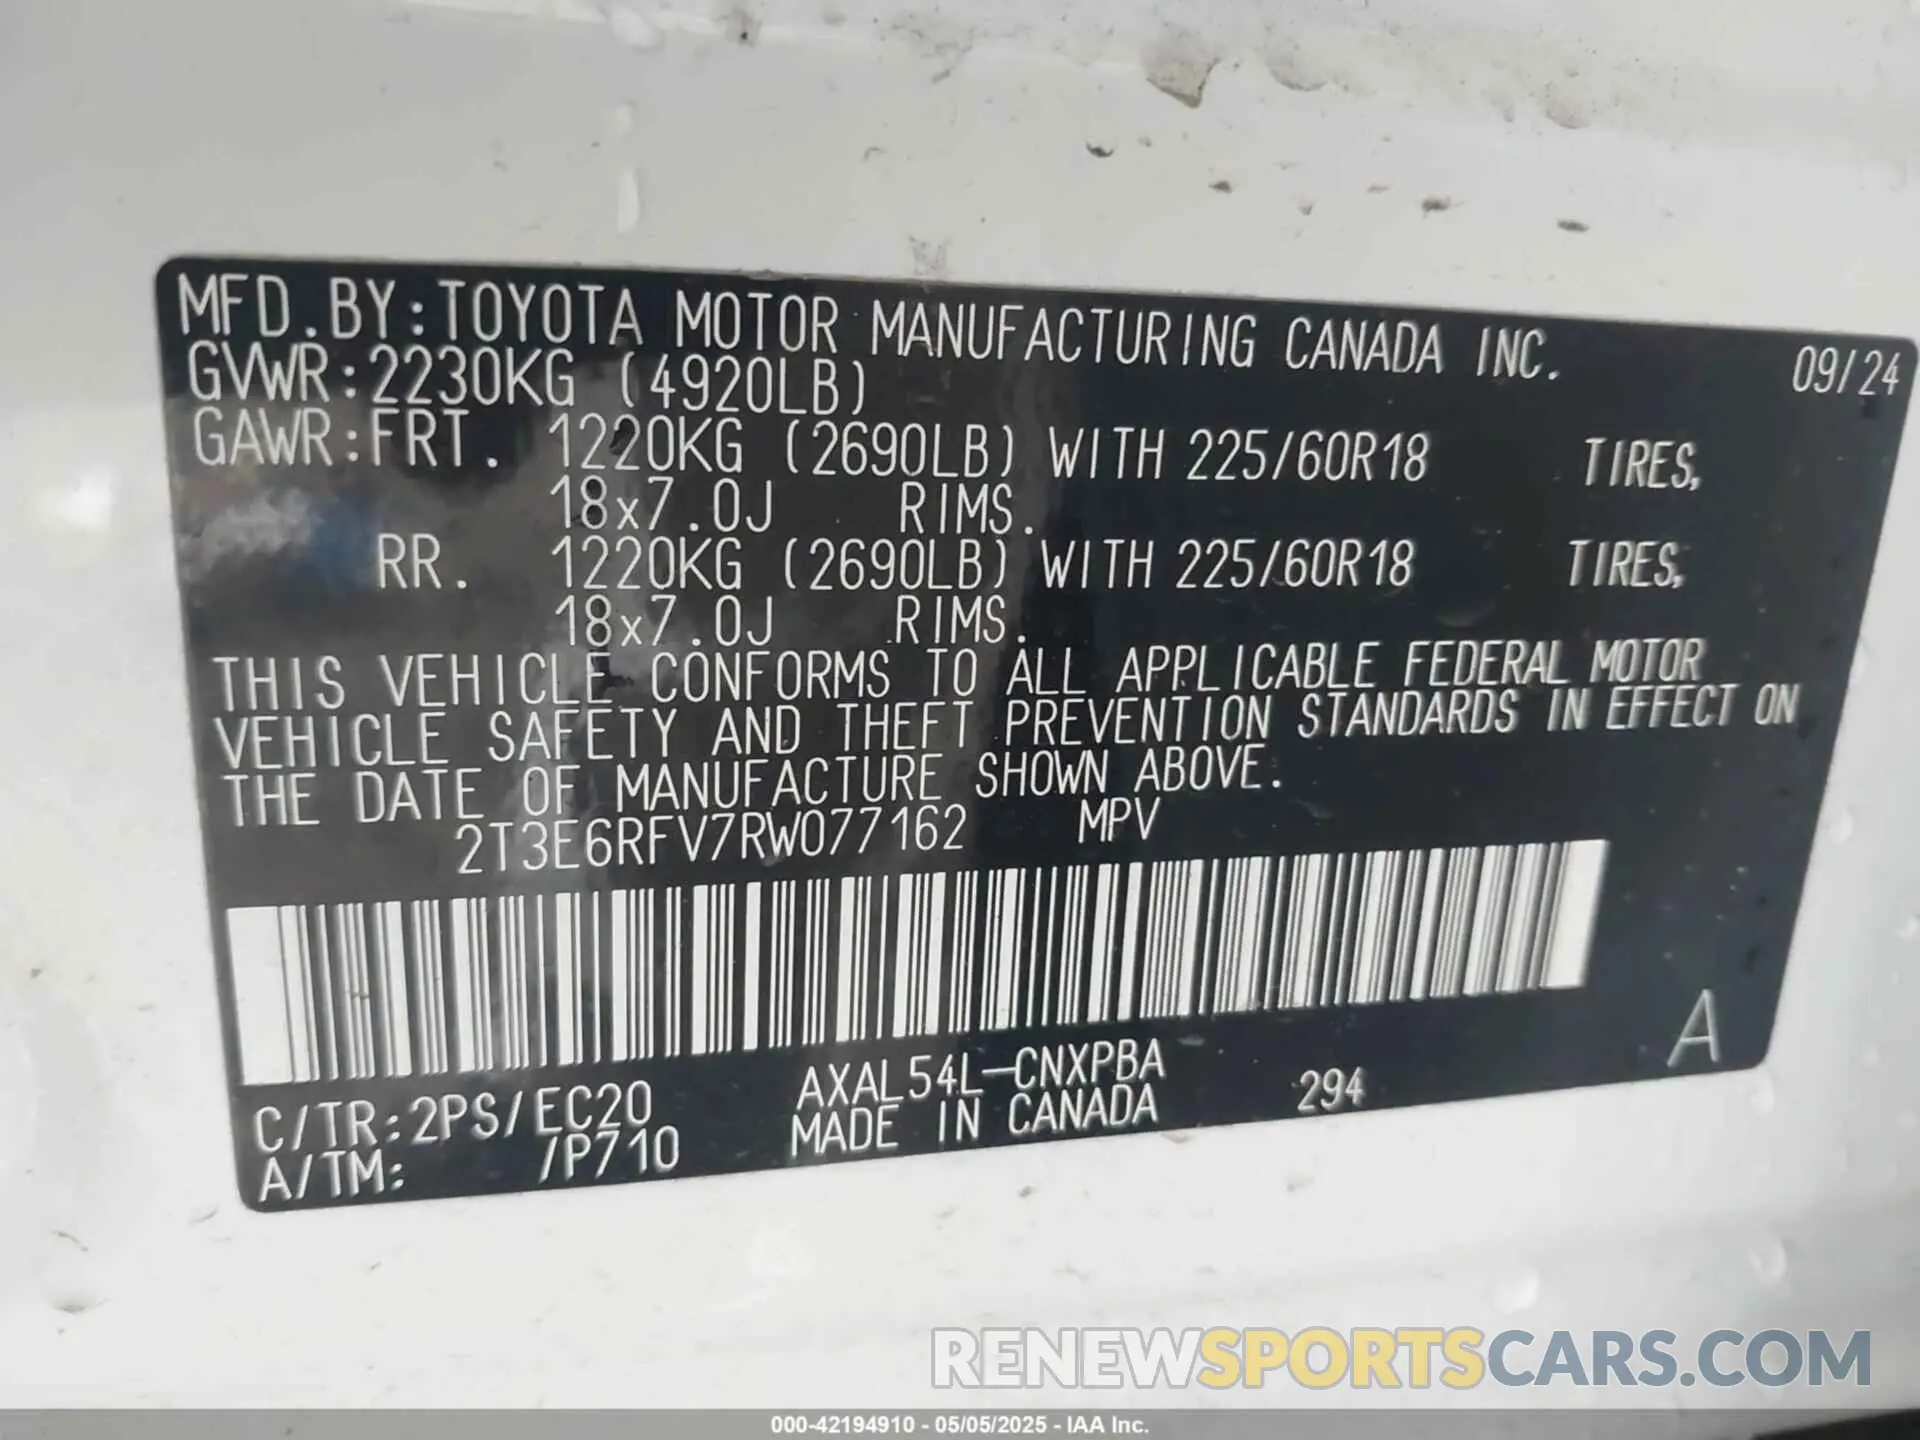 MFD.BY:TOYOTA MOTOR MANUFACTURING CANADA INC. 09/24
GVWR:2230KG (4920LB)
GAWR:FRT. 1220KG (2690LB) WITH 225/60R18 TIRES,
18x7.0J RIMS.
RR. 1220KG (2690LB) WITH 225/60R18 TIRES,
18x7.0J RIMS.
THIS VEHICLE CONFORMS TO ALL APPLICABLE FEDERAL MOTOR
VEHICLE SAFETY AND THEFT PREVENTION STANDARDS IN EFFECT ON
THE DATE OF MANUFACTURE SHOWN ABOVE.
2T3E6RFV7RW077162 MPV
A
AXAL54L-CNXPBA 294
C/TR:2PS/EC20 MADE IN CANADA
A/TM: /P710
RENEWSPORTSCARS.COM
000-42194910 - 05/05/2025 - IAA Inc.